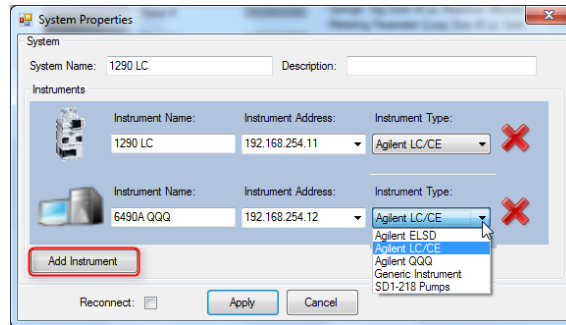 System Properties
System
System Name: 1290 LC Description:
Instruments
Instrument Name: Instrument Address: Instrument Type:
1290 LC 192.168.254.11 Agilent LC/CE
Instrument Name: Instrument Address: Instrument Type:
6490A QQQ 192.168.254.12 Agilent LC/CE
Agilent ELSD
Agilent LC/CE
Agilent QQQ
Generic Instrument
SD1-218 Pumps
Add Instrument
Reconnect: Apply Cancel